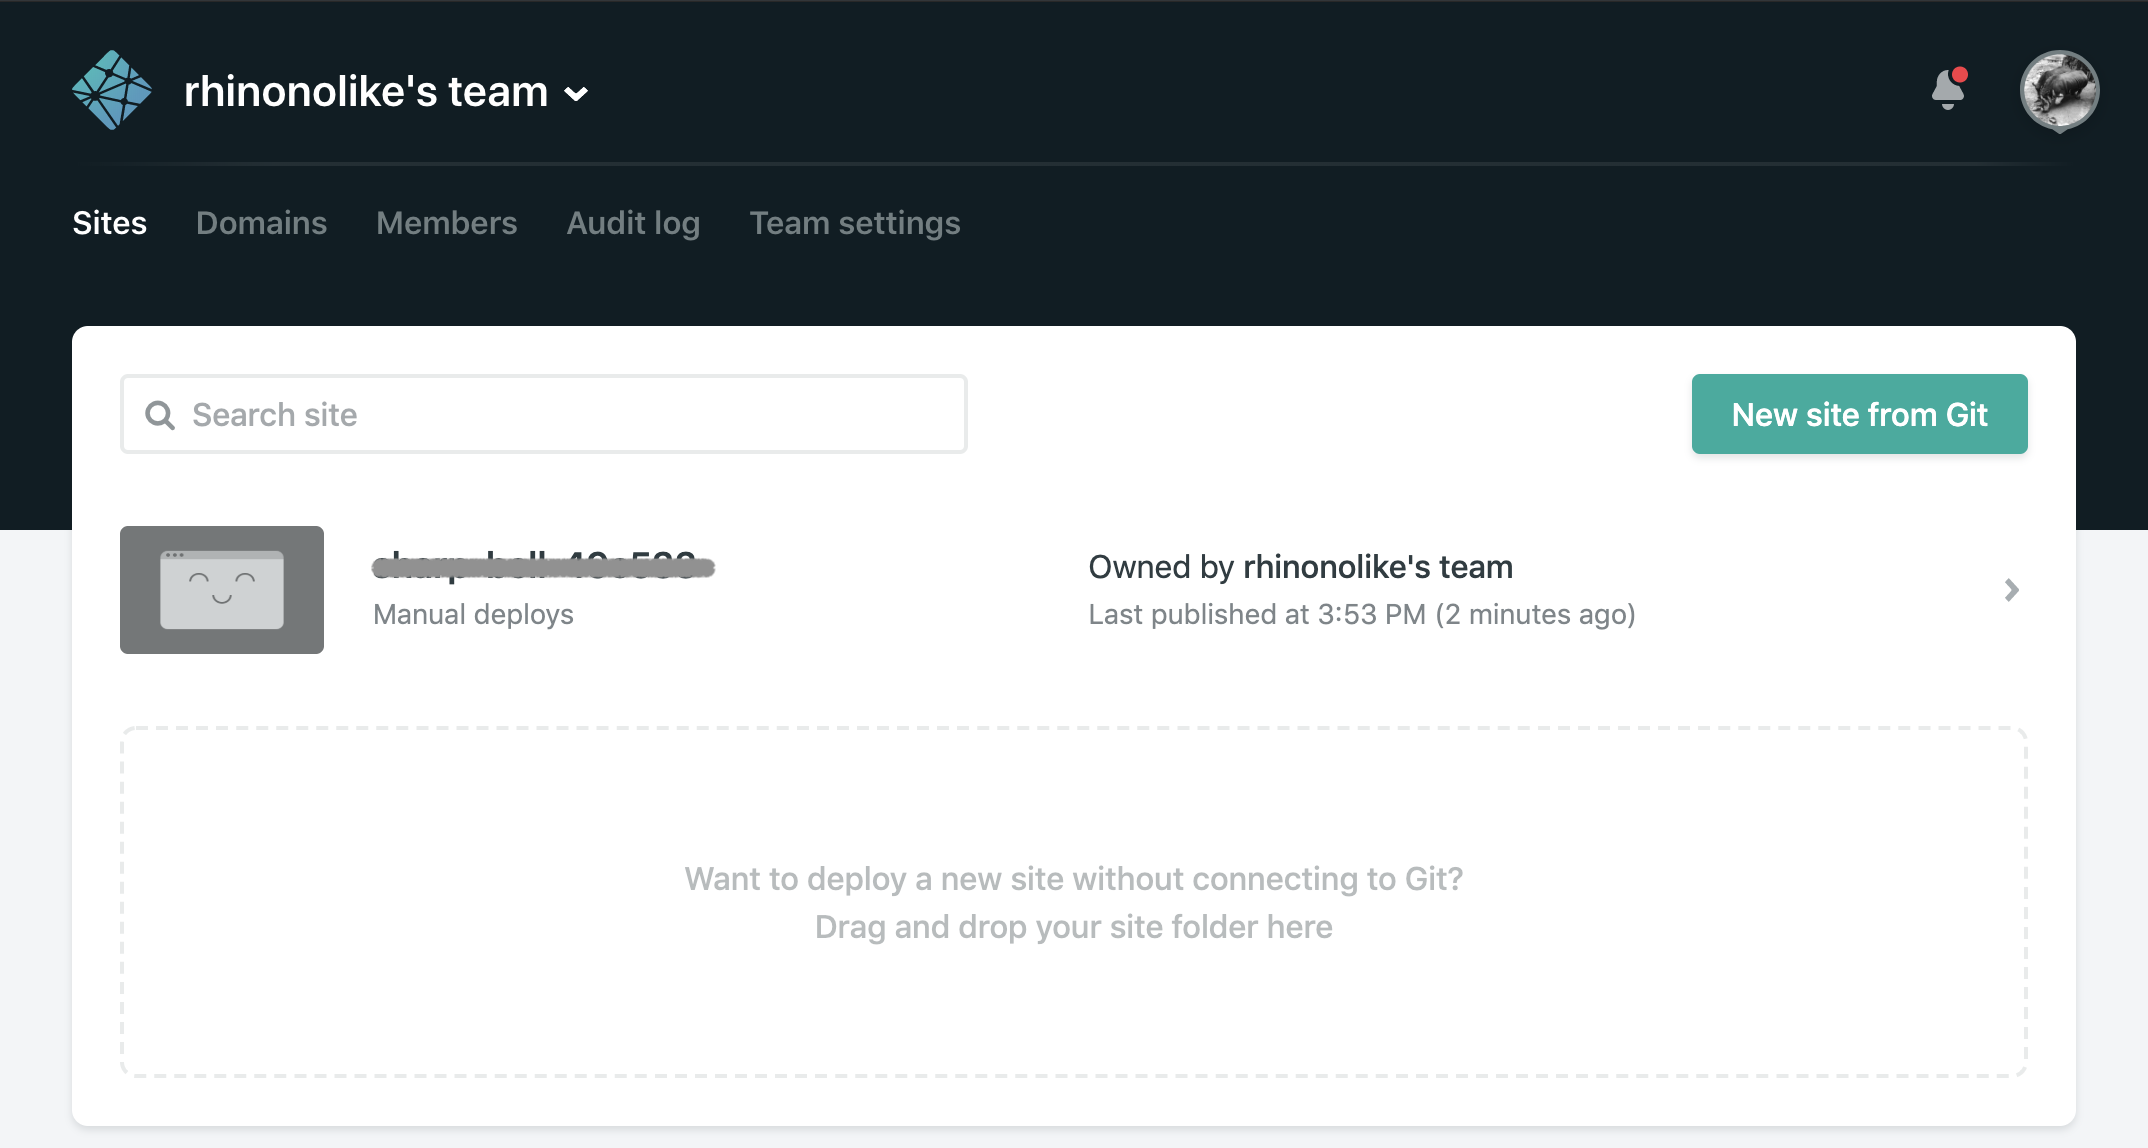 rhinonolike's team
Sites Domains Members Audit log Team settings
Search site
New site from Git
Owned by rhinonolike's team
Manual deploys
Last published at 3:53 PM (2 minutes ago)
Want to deploy a new site without connecting to Git?
Drag and drop your site folder here